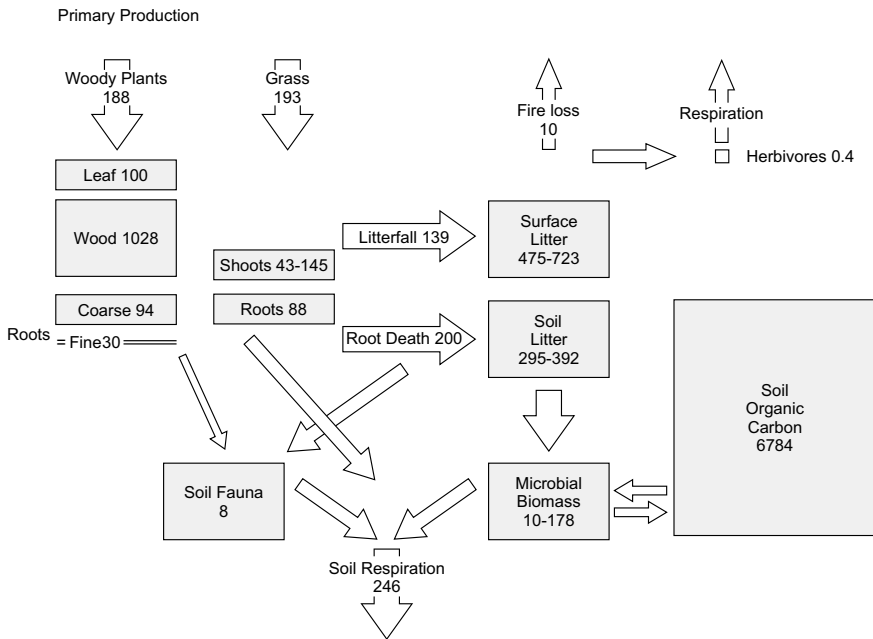 Primary Production
Woody Plants
188
Grass
193
Fire loss
10
Respiration
Herbivores 0.4
Leaf 100
Wood 1028
Litterfall 139
Surface
Litter
475-723
Shoots 43-145
Coarse 94
Roots 88
Roots
Fine30
Root Death 200
Soil
Litter
295-392
Soil
Organic
Carbon
6784
Soil Fauna
8
Microbial
Biomass
10-178
Soil Respiration
246